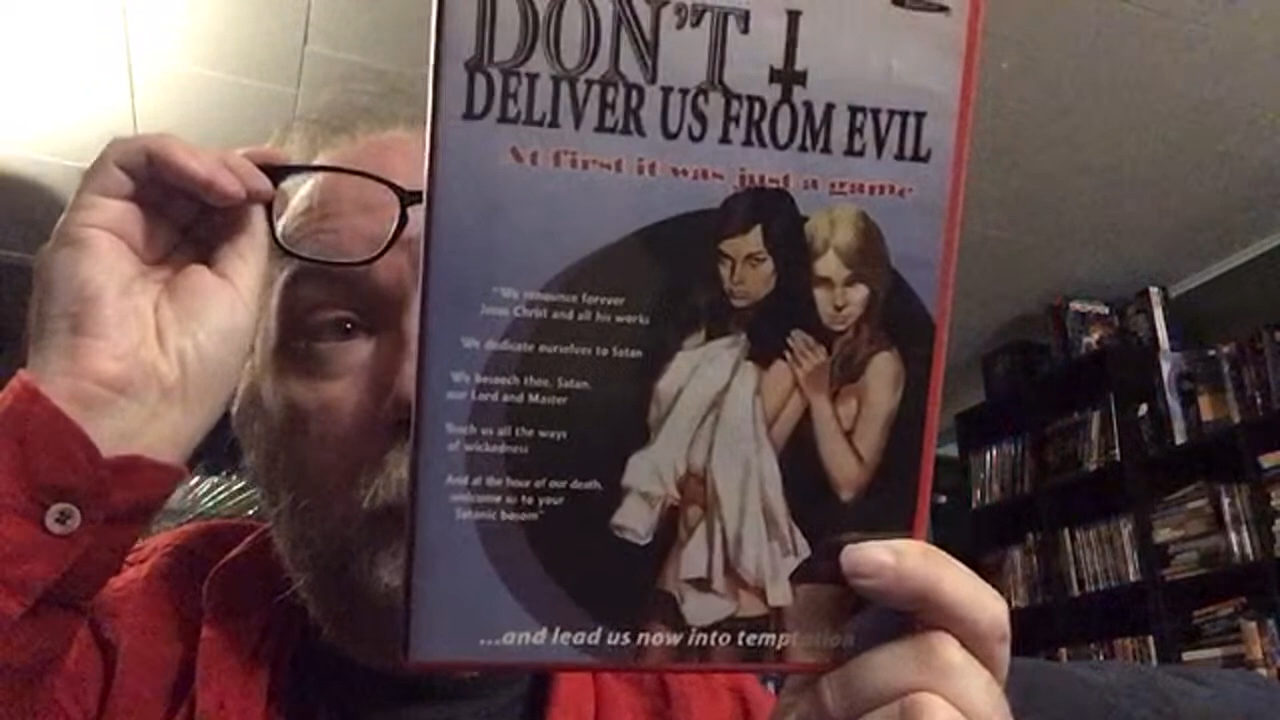 DON'T
DELIVER US FROM EVIL
At first it was just a game
"We renounce forever
Jesus Christ and all his works
We dedicate ourselves to Satan
We beseech thee, Satan,
our Lord and Master
Teach us all the ways
of wickedness
And at the hour of our death,
welcome us to your
Satanic bosom"
...and lead us now into temptation